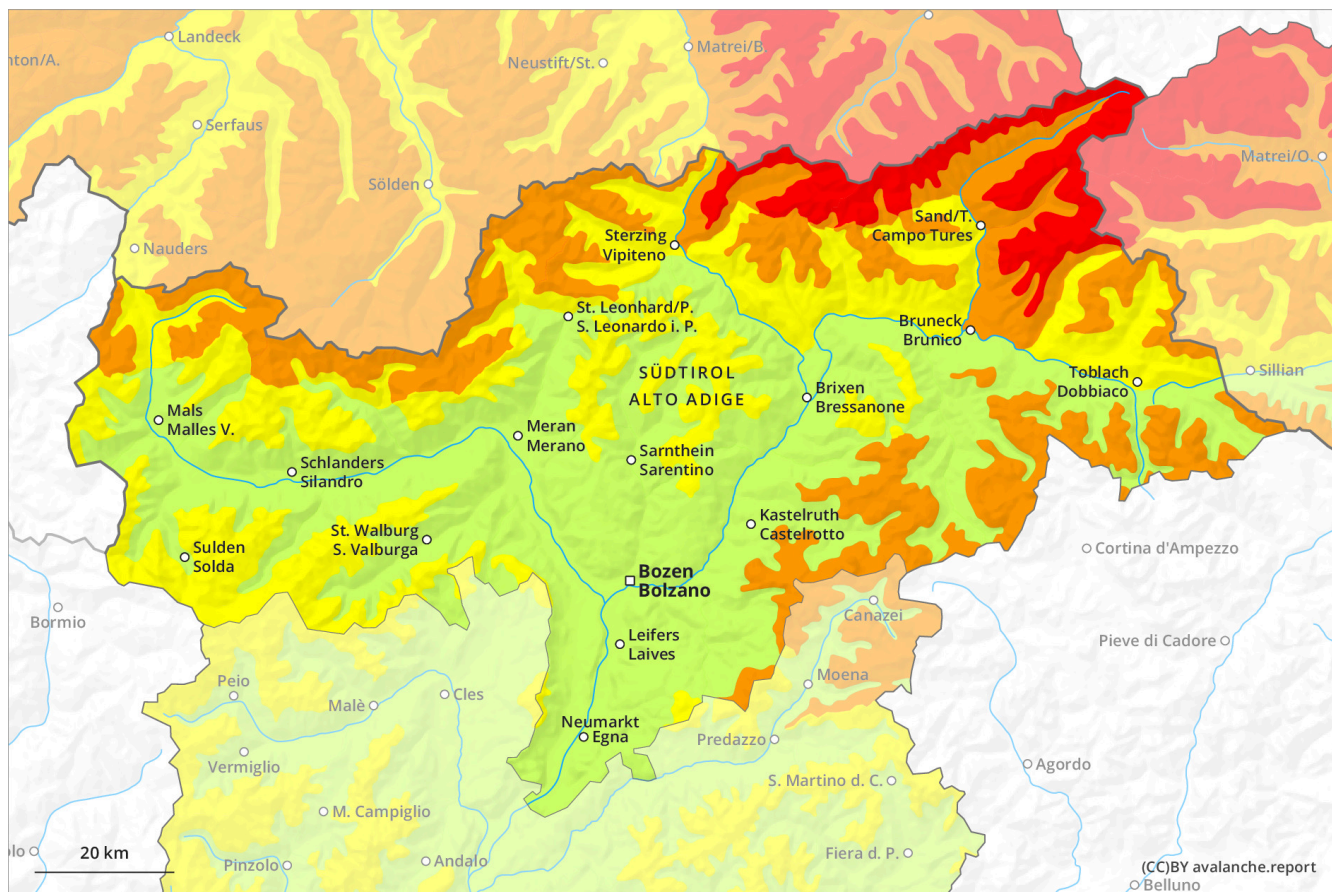 Landeck
nton/A.
Neustift/St.
Matrei/B
Serfaus
Matrei/O.
Sölden
Sand/T.
Campo Tures
Sterzing
Vipiteno
Nauders
St. Leonhard/P.
S. Leonardo i. P.
Bruneck
Brunico
SÜDTIROL
ALTO ADIGE
Toblach
Dobbiaco
Sillian
Brixen
Bressanone
Mals
Malles V.
Meran
Merano
Sarnthein
Sarentino
Schlanders
Silandro
Kastelruth
Castelrotto
St. Walburg
S. Valburga
Sulden
Solda
Cortina d'Ampezzo
Bozen
Bolzano
Bormio
Canazei
Leifers
Laives
Pieve di Cadore
Peio
Moena
Malè
Cles
Neumarkt
Egna
Predazzo
Vermiglio
Agordo
S. Martino d. C.
M. Campiglio
olo
20 km
Pinzolo
Andalo
Fiera d. P.
(CC)BY avalanche.report
Belluno